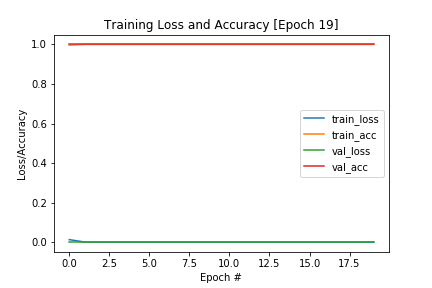 Training Loss and Accuracy [Epoch 19]
1.0
0.8
0.6
0.4
0.2
0.0
Loss/Accuracy
train_loss
train_acc
val_loss
val_acc
0.0 2.5 5.0 7.5 10.0 12.5 15.0 17.5
Epoch #